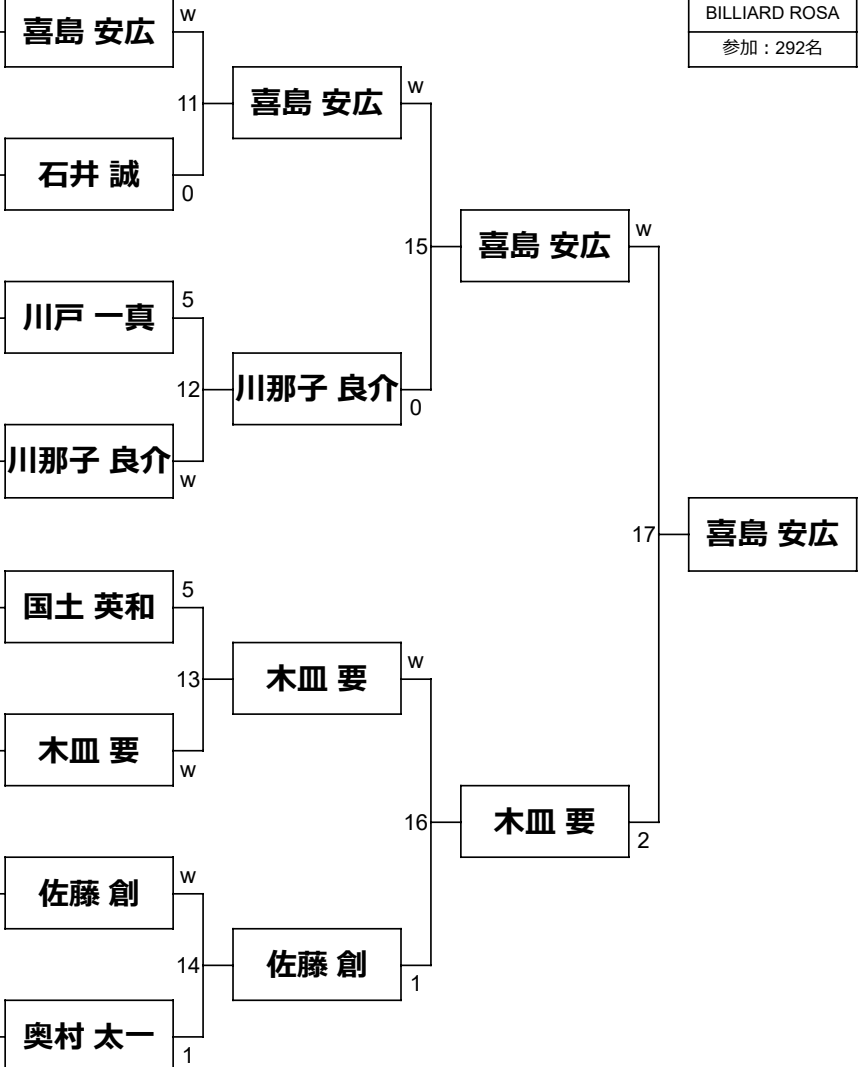 BILLIARD ROSA
参加：292名
喜島 安広
w
11
石井 誠
0
喜島 安広
w
川戸 一真
5
12
川那子 良介
w
川那子 良介
0
15
喜島 安広
w
国土 英和
5
13
木皿 要
w
木皿 要
w
佐藤 創
w
14
奥村 太一
1
佐藤 創
1
16
木皿 要
2
17
喜島 安広